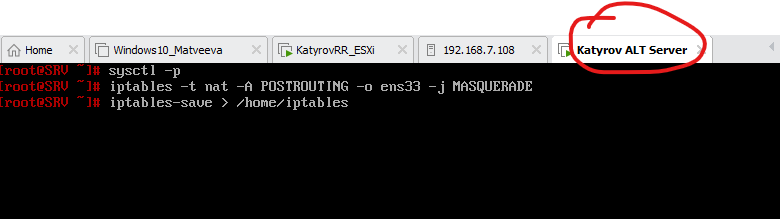 Home Windows10_Matveeva KatyrovRR_ESXi 192.168.7.108 Katyrov ALT Server
[root@SRV ~]# sysctl -p
[root@SRV ~]# iptables -t nat -A POSTROUTING -o ens33 -j MASQUERADE
[root@SRV ~]# iptables-save > /home/iptables